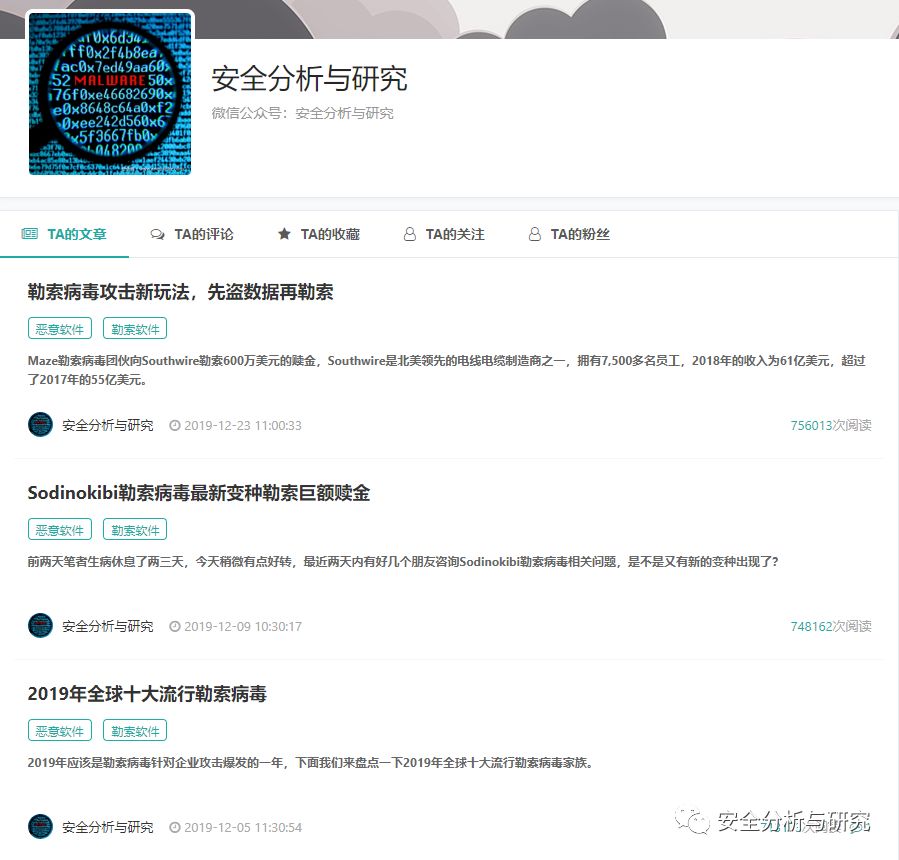 安全分析与研究
微信公众号：安全分析与研究
MALWARE
TA的文章 TA的评论 TA的收藏 TA的关注 TA的粉丝
勒索病毒攻击新玩法，先盗数据再勒索
恶意软件 勒索软件
Maze勒索病毒团伙向Southwire勒索600万美元的赎金，Southwire是北美领先的电线电缆制造商之一，拥有7,500多名员工，2018年的收入为61亿美元，超过
了2017年的55亿美元。
安全分析与研究 2019-12-23 11:00:33 756013次阅读
Sodinokibi勒索病毒最新变种勒索巨额赎金
恶意软件 勒索软件
前两天笔者生病休息了两三天，今天稍微有点好转，最近两天内有好几个朋友咨询Sodinokibi勒索病毒相关问题，是不是又有新的变种出现了？
安全分析与研究 2019-12-09 10:30:17 748162次阅读
2019年全球十大流行勒索病毒
恶意软件 勒索软件
2019年应该是勒索病毒针对企业攻击爆发的一年，下面我们来盘点一下2019年全球十大流行勒索病毒家族。
安全分析与研究 2019-12-05 11:30:54
安全分析与研究